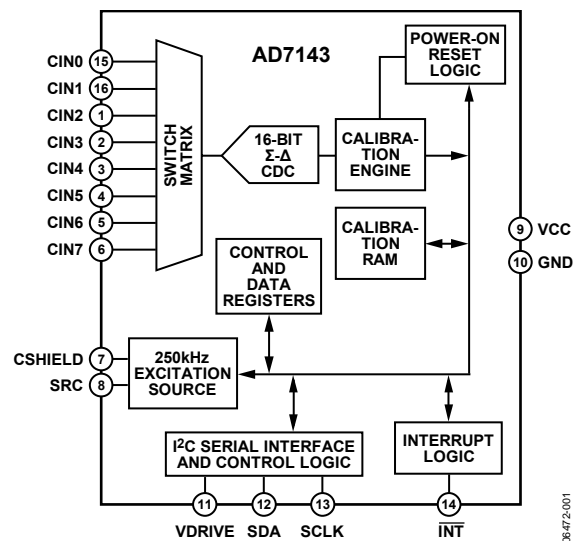 AD7143
POWER-ON
RESET
LOGIC
CIN0 15
CIN1 16
CIN2 1
CIN3 2
CIN4 3
CIN5 4
CIN6 5
CIN7 6
SWITCH
MATRIX
16-BIT
Σ-Δ
CDC
CALIBRA-
TION
ENGINE
CALIBRA-
TION
RAM
9 VCC
10 GND
CONTROL
AND
DATA
REGISTERS
CSHIELD 7
SRC 8
250kHz
EXCITATION
SOURCE
I²C SERIAL INTERFACE
AND CONTROL LOGIC
INTERRUPT
LOGIC
11 12 13 14
VDRIVE SDA SCLK I̅N̅T̅
06472-001